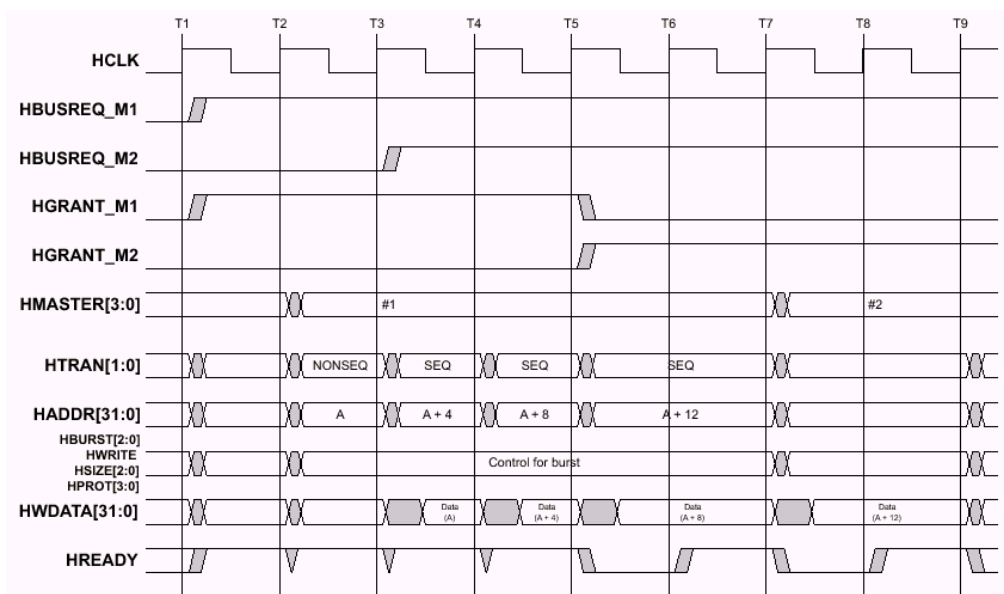 T1 T2 T3 T4 T5 T6 T7 T8 T9
HCLK
HBUSREQ_M1
HBUSREQ_M2
HGRANT_M1
HGRANT_M2
HMASTER[3:0] #1 #2
HTRAN[1:0] NONSEQ SEQ SEQ SEQ
HADDR[31:0] A A + 4 A + 8 A + 12
HBURST[2:0]
HWRITE
HSIZE[2:0]
HPROT[3:0]
Control for burst
HWDATA[31:0] Data (A) Data (A + 4) Data (A + 8) Data (A + 12)
HREADY